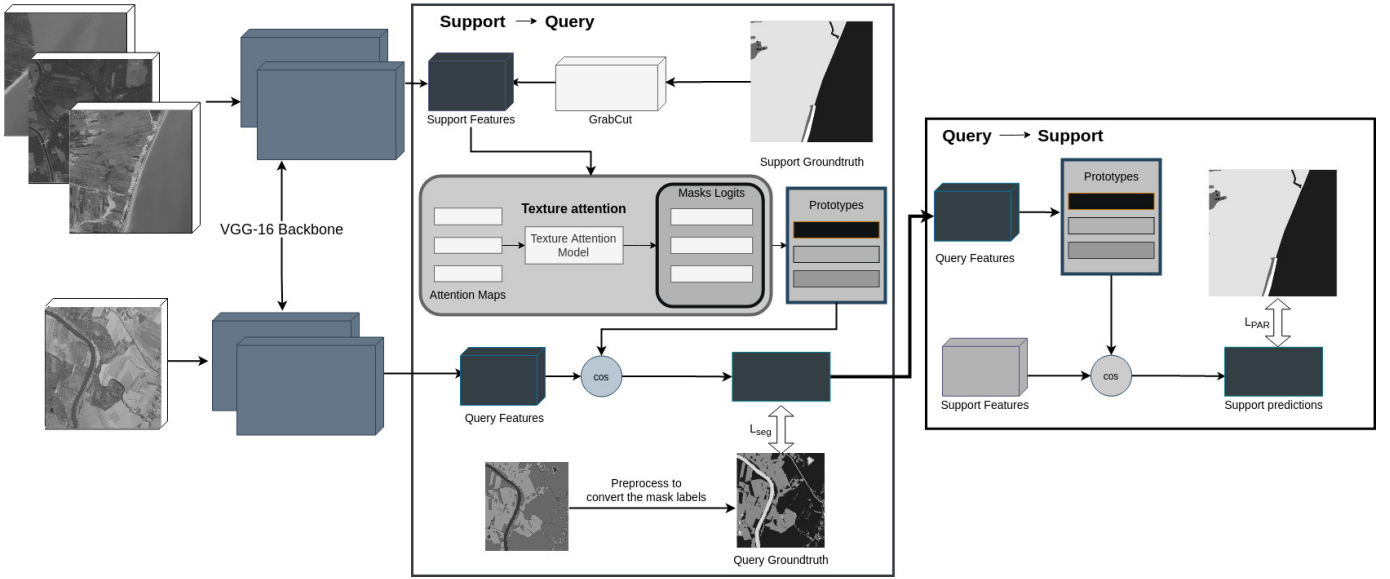 Support → Query
Support Features
GrabCut
Support Groundtruth
VGG-16 Backbone
Texture attention
Masks Logits
Texture Attention
Model
Attention Maps
Prototypes
cos
Query Features
Lseg
Preprocess to
convert the mask labels
Query Groundtruth
Query → Support
Prototypes
Query Features
LPAR
cos
Support Features
Support predictions